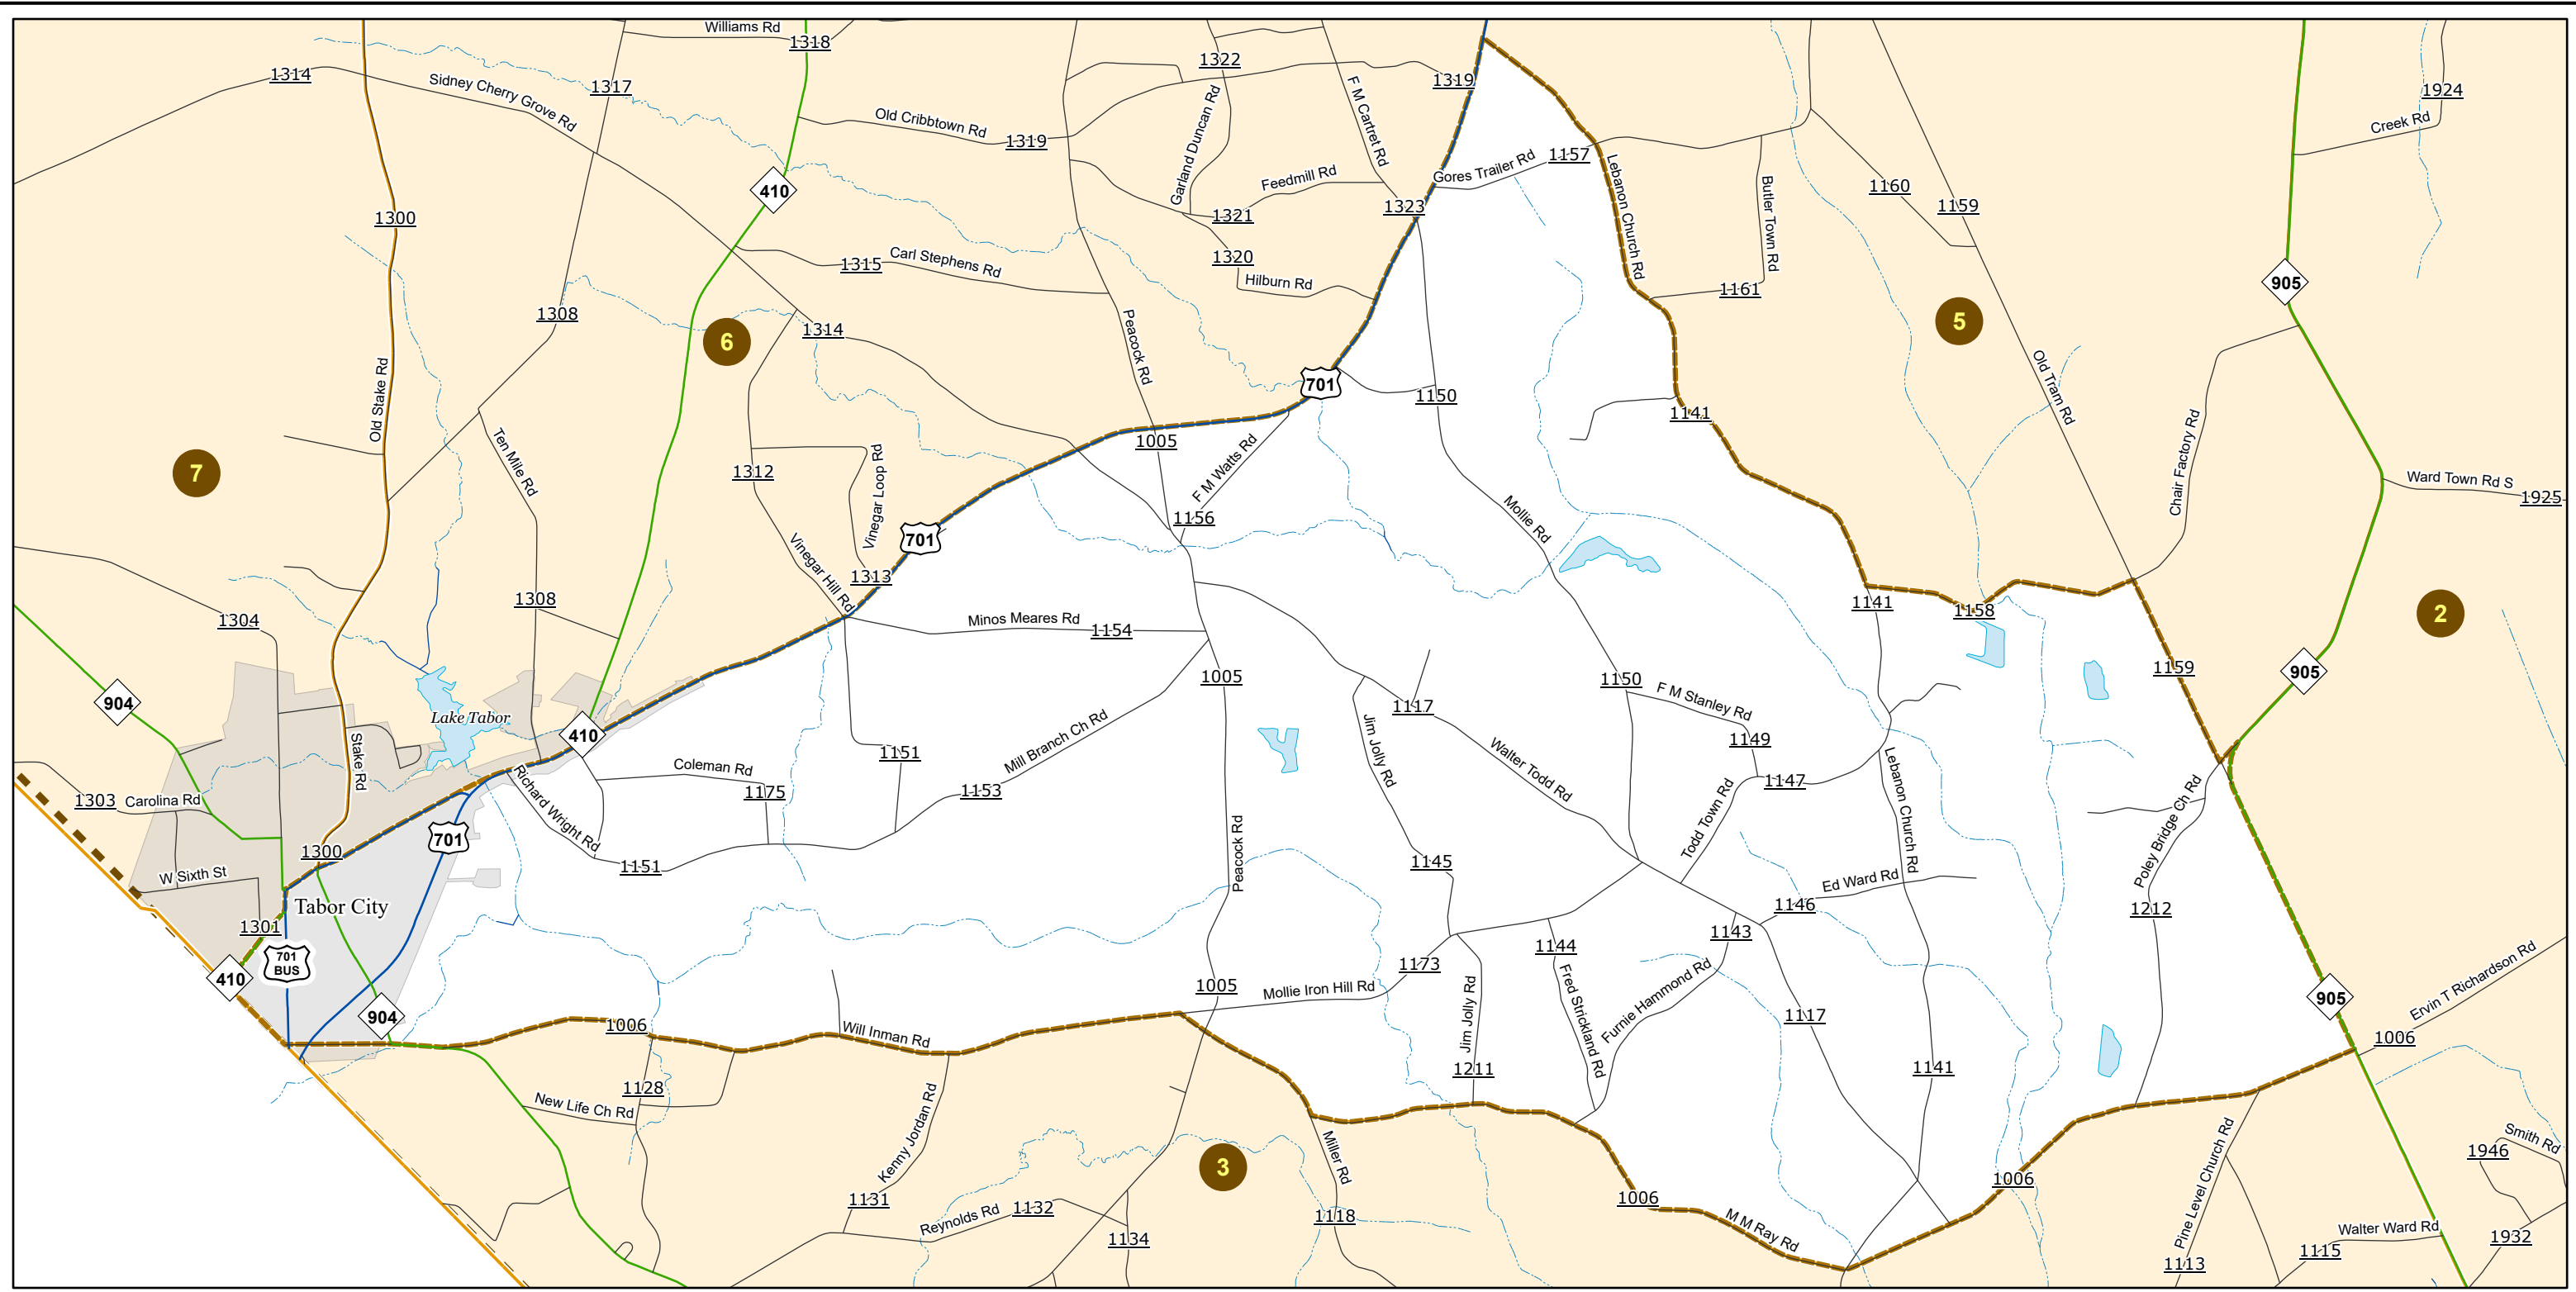 Williams Rd
1318
1322
1314
Sidney Cherry Grove Rd
1317
1319
1924
F M Cartret Rd
Garland Duncan Rd
Old Cribbtown Rd
1319
Creek Rd
Gores Trailer Rd
1157
Lebanon Church Rd
410
Feedmill Rd
Butler Town Rd
1160
1159
1300
1321
1323
1315
Carl Stephens Rd
1320
Hilburn Rd
1161
905
1308
1314
6
5
Peacock Rd
Old Stake Rd
701
1150
1141
Old Tram Rd
7
Ten Mile Rd
1312
Vinegar Loop Rd
1005
F M Watts Rd
1156
Mollie Rd
Chair Factory Rd
Ward Town Rd S
1925
701
Vinegar Hill Rd
1313
1308
1304
Minos Meares Rd
1154
1141
1158
2
904
Lake Tabor
410
1005
1117
1150
F M Stanley Rd
1159
905
Stake Rd
Richard Wright Rd
Coleman Rd
1175
1151
1153
Mill Branch Ch Rd
Jim Jolly Rd
Walter Todd Rd
1149
1147
Lebanon Church Rd
1303
Carolina Rd
701
1300
1151
Peacock Rd
1145
Todd Town Rd
Poley Bridge Ch Rd
W Sixth St
Tabor City
Ed Ward Rd
1146
1212
1301
701
BUS
410
1144
1143
1173
Mollie Iron Hill Rd
1005
Jim Jolly Rd
Fred Strickland Rd
Furnie Hammond Rd
905
Ervin T Richardson Rd
904
1006
Will Inman Rd
1117
1006
1128
New Life Ch Rd
Kenny Jordan Rd
1211
1141
3
Miller Rd
1131
Reynolds Rd
1132
1134
1118
1006
M M Ray Rd
1006
Pine Level Church Rd
1113
1946
Smith Rd
Walter Ward Rd
1115
1932